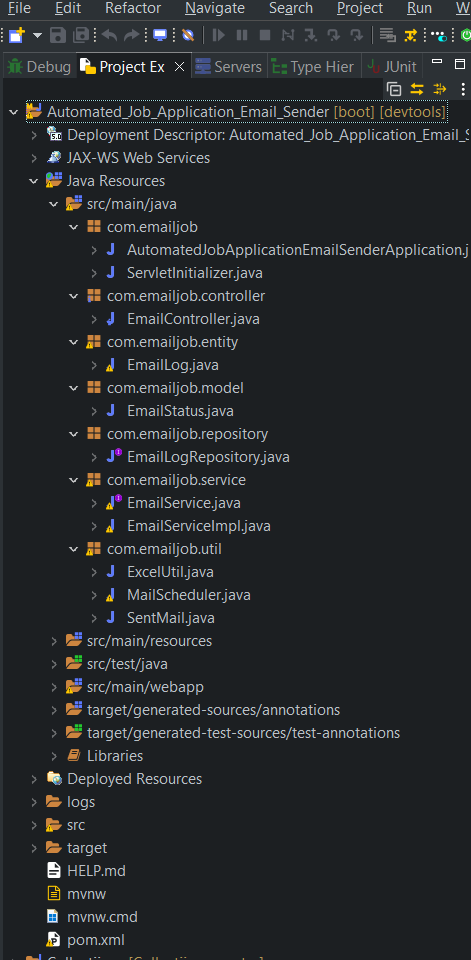 File Edit Refactor Navigate Search Project Run W
Debug Project Ex Servers Type Hier JUnit
Automated_Job_Application_Email_Sender [boot] [devtools]
Deployment Descriptor: Automated_Job_Application_Email_S
JAX-WS Web Services
Java Resources
src/main/java
com.emailjob
AutomatedJobApplicationEmailSenderApplication.j
ServletInitializer.java
com.emailjob.controller
EmailController.java
com.emailjob.entity
EmailLog.java
com.emailjob.model
EmailStatus.java
com.emailjob.repository
EmailLogRepository.java
com.emailjob.service
EmailService.java
EmailServiceImpl.java
com.emailjob.util
ExcelUtil.java
MailScheduler.java
SentMail.java
src/main/resources
src/test/java
src/main/webapp
target/generated-sources/annotations
target/generated-test-sources/test-annotations
Libraries
Deployed Resources
logs
src
target
HELP.md
mvnw
mvnw.cmd
pom.xml